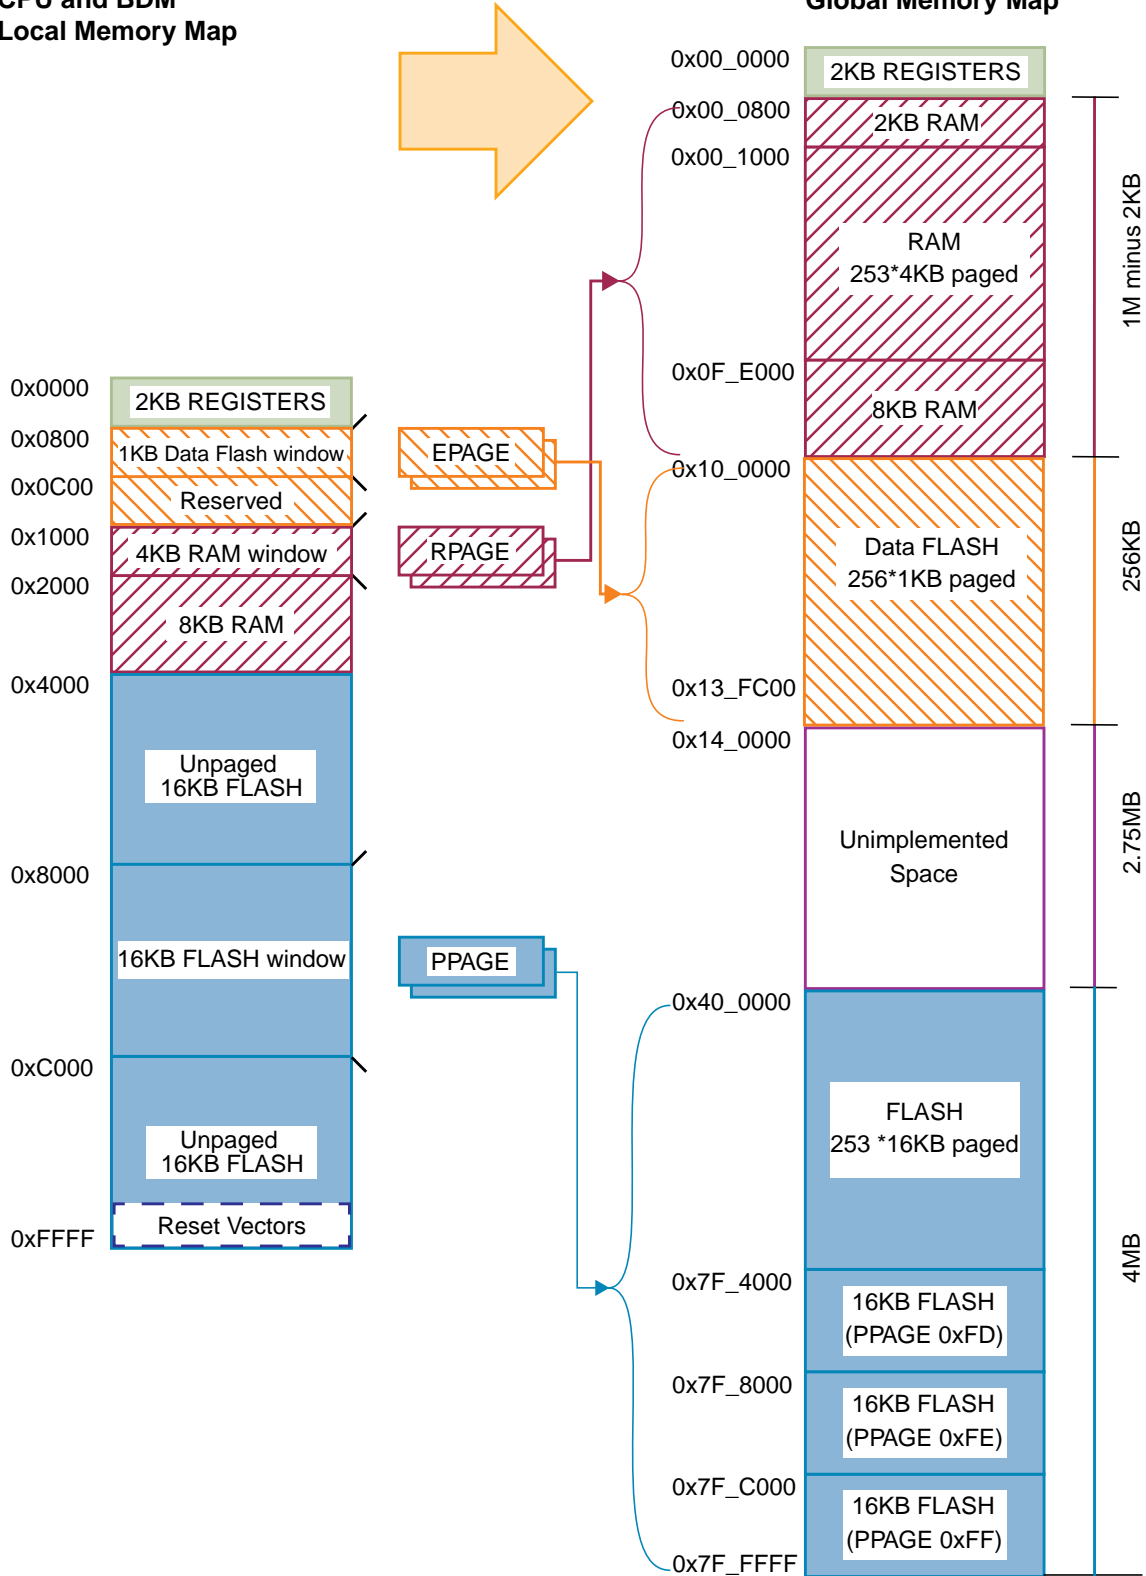 CPU and BDM
Local Memory Map
Global Memory Map
0x0000
2KB REGISTERS
0x0800
1KB Data Flash window
0x0C00
Reserved
0x1000
4KB RAM window
0x2000
8KB RAM
0x4000
Unpaged
16KB FLASH
0x8000
16KB FLASH window
0xC000
Unpaged
16KB FLASH
Reset Vectors
0xFFFF
EPAGE
RPAGE
PPAGE
0x00_0000
2KB REGISTERS
0x00_0800
2KB RAM
0x00_1000
RAM
253*4KB paged
0x0F_E000
8KB RAM
0x10_0000
Data FLASH
256*1KB paged
0x13_FC00
0x14_0000
Unimplemented
Space
0x40_0000
FLASH
253 *16KB paged
0x7F_4000
16KB FLASH
(PPAGE 0xFD)
0x7F_8000
16KB FLASH
(PPAGE 0xFE)
0x7F_C000
16KB FLASH
(PPAGE 0xFF)
0x7F_FFFF
1M minus 2KB
256KB
2.75MB
4MB